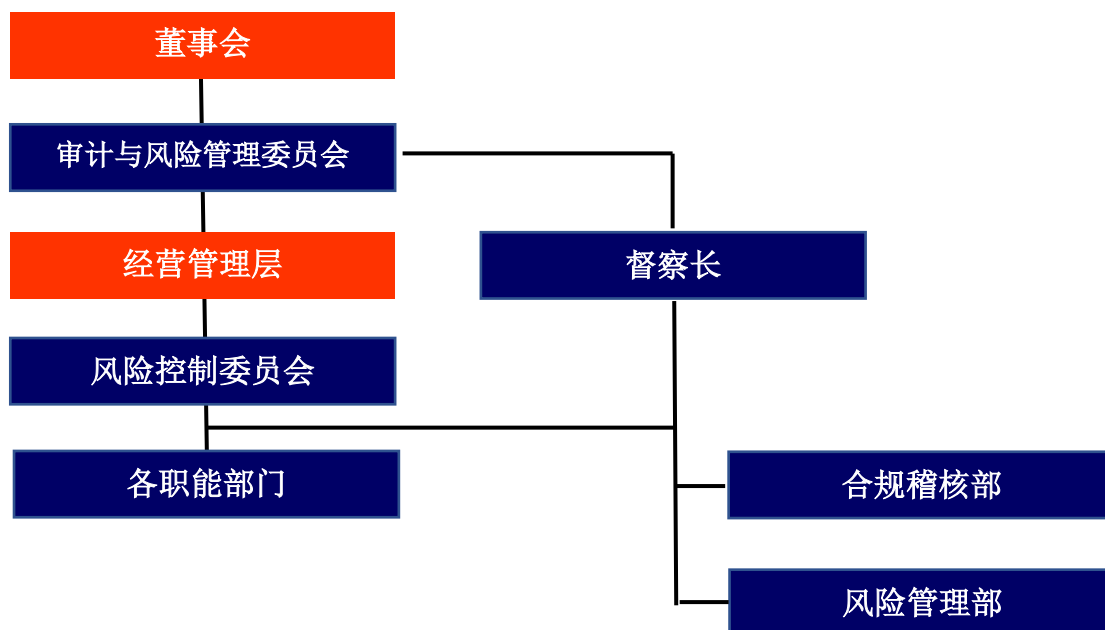 董事会
审计与风险管理委员会
经营管理层
督察长
风险控制委员会
各职能部门
合规稽核部
风险管理部